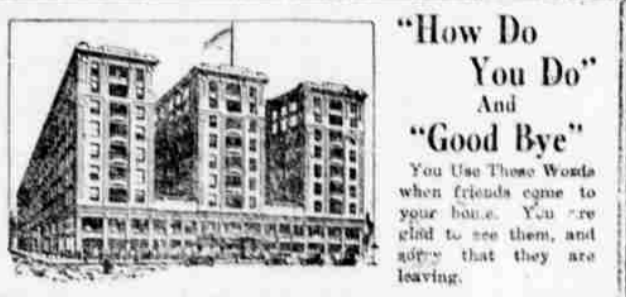 "How Do
You Do"
And
"Good Bye"
You Use These Words
when friends come to
your home. You are
glad to see them, and
sorry that they are
leaving.